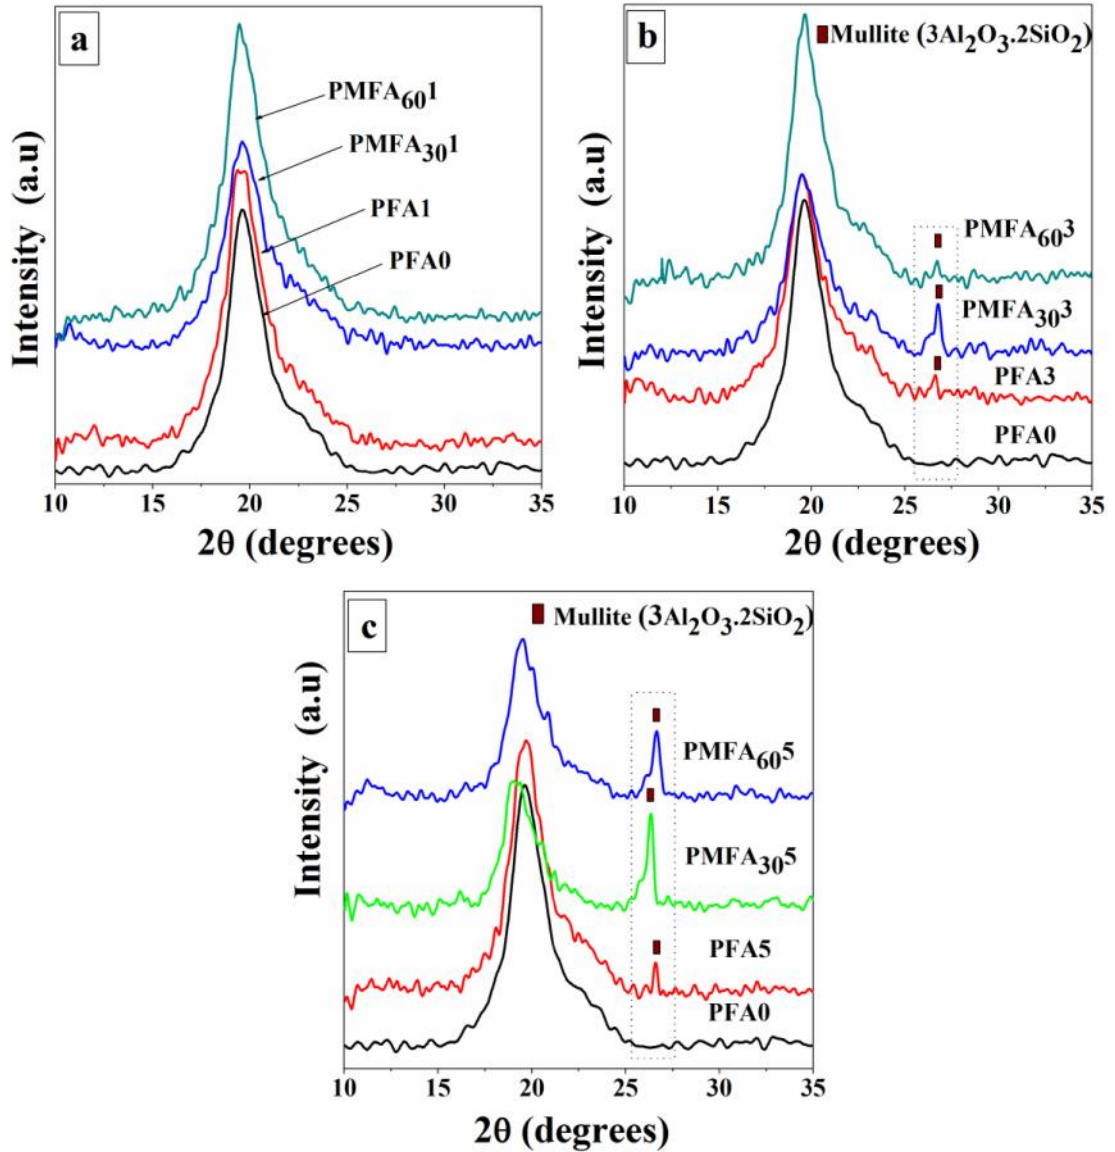 a
PMFA₆₀1
PMFA₃₀1
PFA1
PFA0
Intensity (a.u)
10 15 20 25 30 35
2θ (degrees)
b
Mullite (3Al₂O₃.2SiO₂)
PMFA₆₀3
PMFA₃₀3
PFA3
PFA0
Intensity (a.u)
10 15 20 25 30 35
2θ (degrees)
c
Mullite (3Al₂O₃.2SiO₂)
PMFA₆₀5
PMFA₃₀5
PFA5
PFA0
Intensity (a.u)
10 15 20 25 30 35
2θ (degrees)